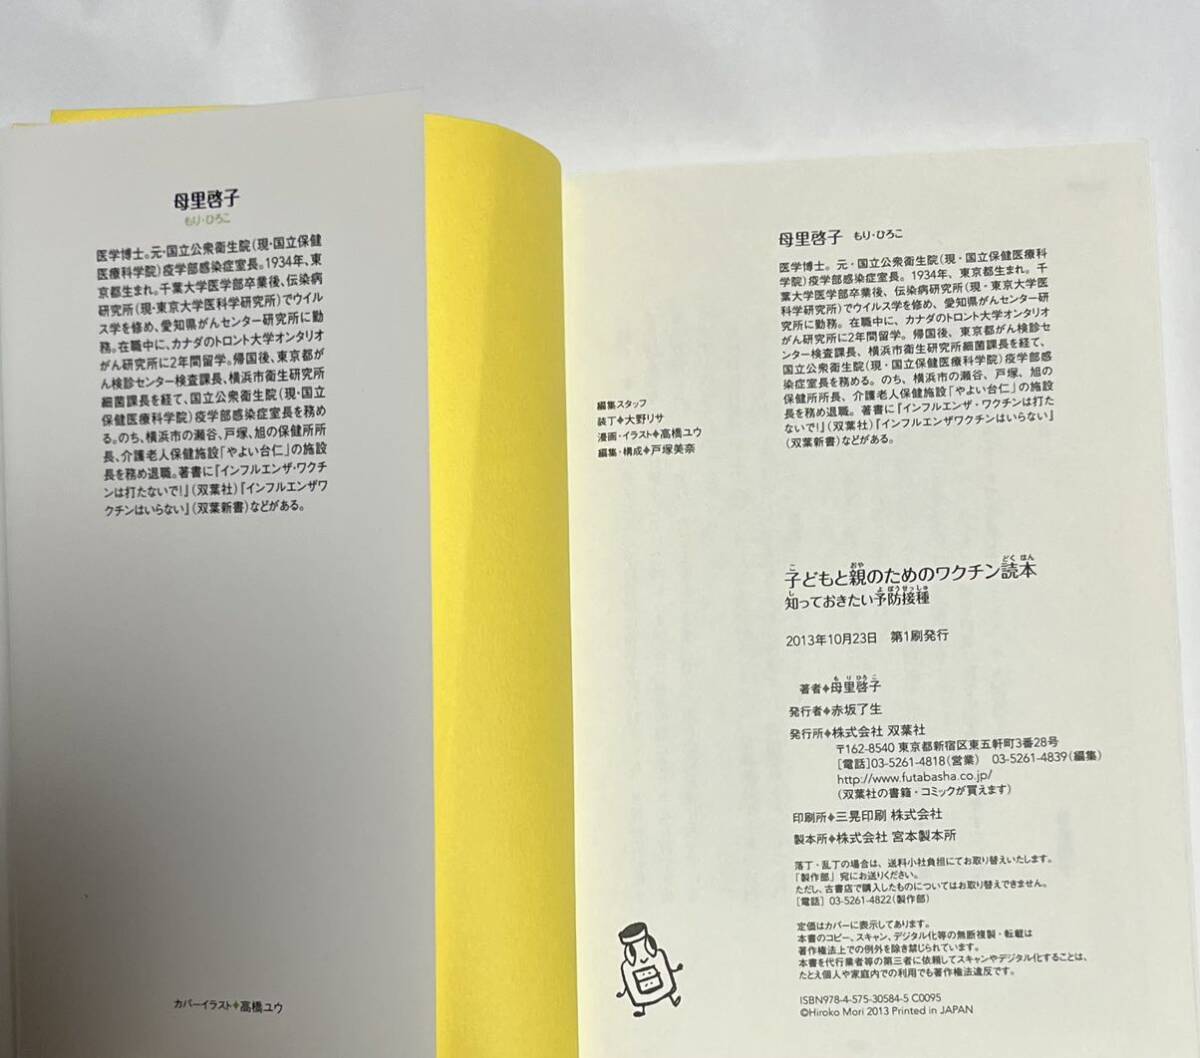 母里啓子
もり・ひろこ
医学博士。元・国立公衆衛生院（現・国立保健
医療科学院）疫学部感染症室長。1934年、東
京都生まれ。千葉大学医学部卒業後、伝染病
研究所（現・東京大学医科学研究所）でウイル
ス学を修め、愛知県がんセンター研究所に勤
務。在職中に、カナダのトロント大学オンタリオ
がん研究所に2年間留学。帰国後、東京都が
ん検診センター検査課長、横浜市衛生研究所
細菌課長を経て、国立公衆衛生院（現・国立
保健医療科学院）疫学部感染症室長を務め
る。のち、横浜市の瀬谷、戸塚、旭の保健所所
長、介護老人保健施設「やよい台仁」の施設
長を務め退職。著書に『インフルエンザ・ワクチ
ンは打たないで!』（双葉社）『インフルエンザワ
クチンはいらない』（双葉新書）などがある。
カバーイラスト◆高橋ユウ
母里啓子 もり・ひろこ
医学博士。元・国立公衆衛生院（現・国立保健医療科
学院）疫学部感染症室長。1934年、東京都生まれ。千
葉大学医学部卒業後、伝染病研究所（現・東京大学医
科学研究所）でウイルス学を修め、愛知県がんセンター研
究所に勤務。在職中に、カナダのトロント大学オンタリオ
がん研究所に2年間留学。帰国後、東京都がん検診セ
ンター検査課長、横浜市衛生研究所細菌課長を経て、
国立公衆衛生院（現・国立保健医療科学院）疫学部感
染症室長を務める。のち、横浜市の瀬谷、戸塚、旭の
保健所所長、介護老人保健施設「やよい台仁」の施設
長を務め退職。著書に『インフルエンザ・ワクチンは打た
ないで!』（双葉社）『インフルエンザワクチンはいらない』
（双葉新書）などがある。
編集スタッフ
装丁◆大野リサ
漫画・イラスト◆高橋ユウ
編集・構成◆戸塚美奈
こ おや どくほん
子どもと親のためのワクチン読本
し よぼうせっしゅ
知っておきたい予防接種
2013年10月23日 第1刷発行
もりひろこ
著者◆母里啓子
発行者◆赤坂了生
発行所◆株式会社 双葉社
〒162-8540 東京都新宿区東五軒町3番28号
[電話]03-5261-4818（営業） 03-5261-4839（編集）
http://www.futabasha.co.jp/
（双葉社の書籍・コミックが買えます）
印刷所◆三晃印刷 株式会社
製本所◆株式会社 宮本製本所
落丁・乱丁の場合は、送料小社負担にてお取り替えいたします。
「製作部」宛にお送りください。
ただし、古書店で購入したものについてはお取り替えできません。
[電話] 03-5261-4822（製作部）
定価はカバーに表示してあります。
本書のコピー、スキャン、デジタル化等の無断複製・転載は
著作権法上での例外を除き禁じられています。
本書を代行業者等の第三者に依頼してスキャンやデジタル化することは、
たとえ個人や家庭内での利用でも著作権法違反です。
ISBN978-4-575-30584-5 C0095
©Hiroko Mori 2013 Printed in JAPAN